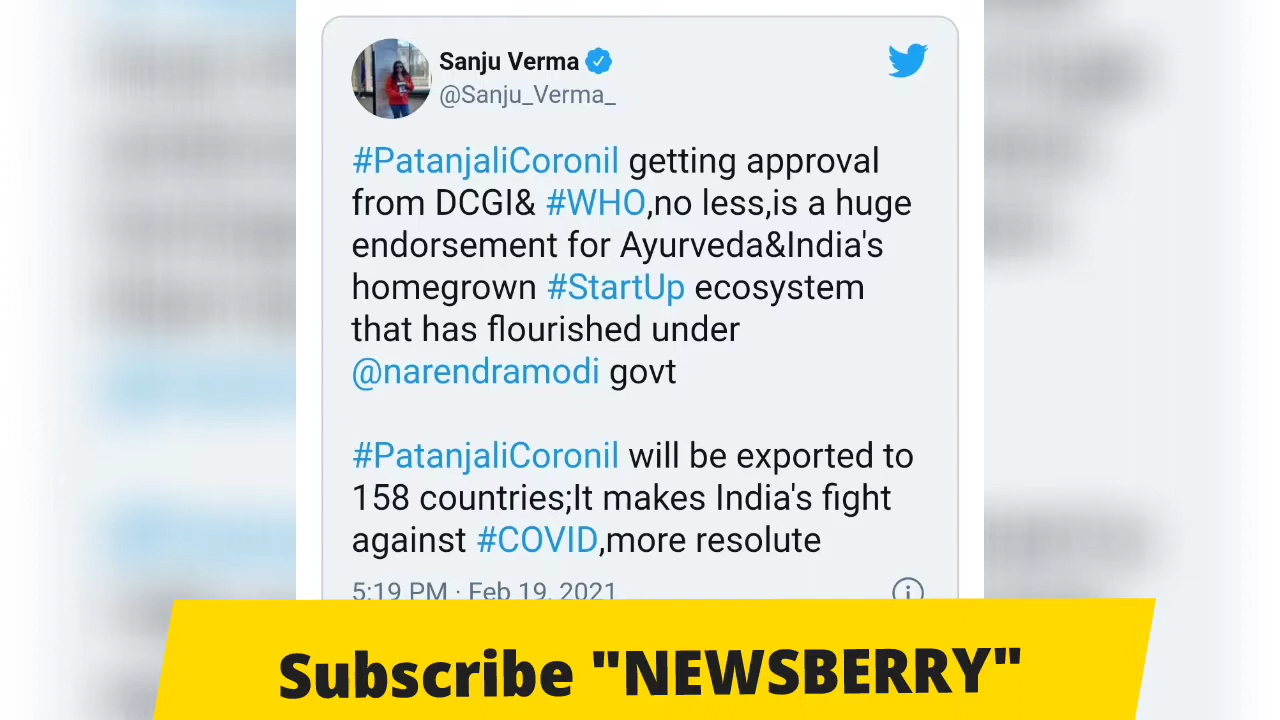 Sanju Verma
@Sanju_Verma_
#PatanjaliCoronil getting approval
from DCGI& #WHO,no less,is a huge
endorsement for Ayurveda&India's
homegrown #StartUp ecosystem
that has flourished under
@narendramodi govt
#PatanjaliCoronil will be exported to
158 countries;It makes India's fight
against #COVID,more resolute
5:19 PM · Feb 19, 2021
Subscribe "NEWSBERRY"